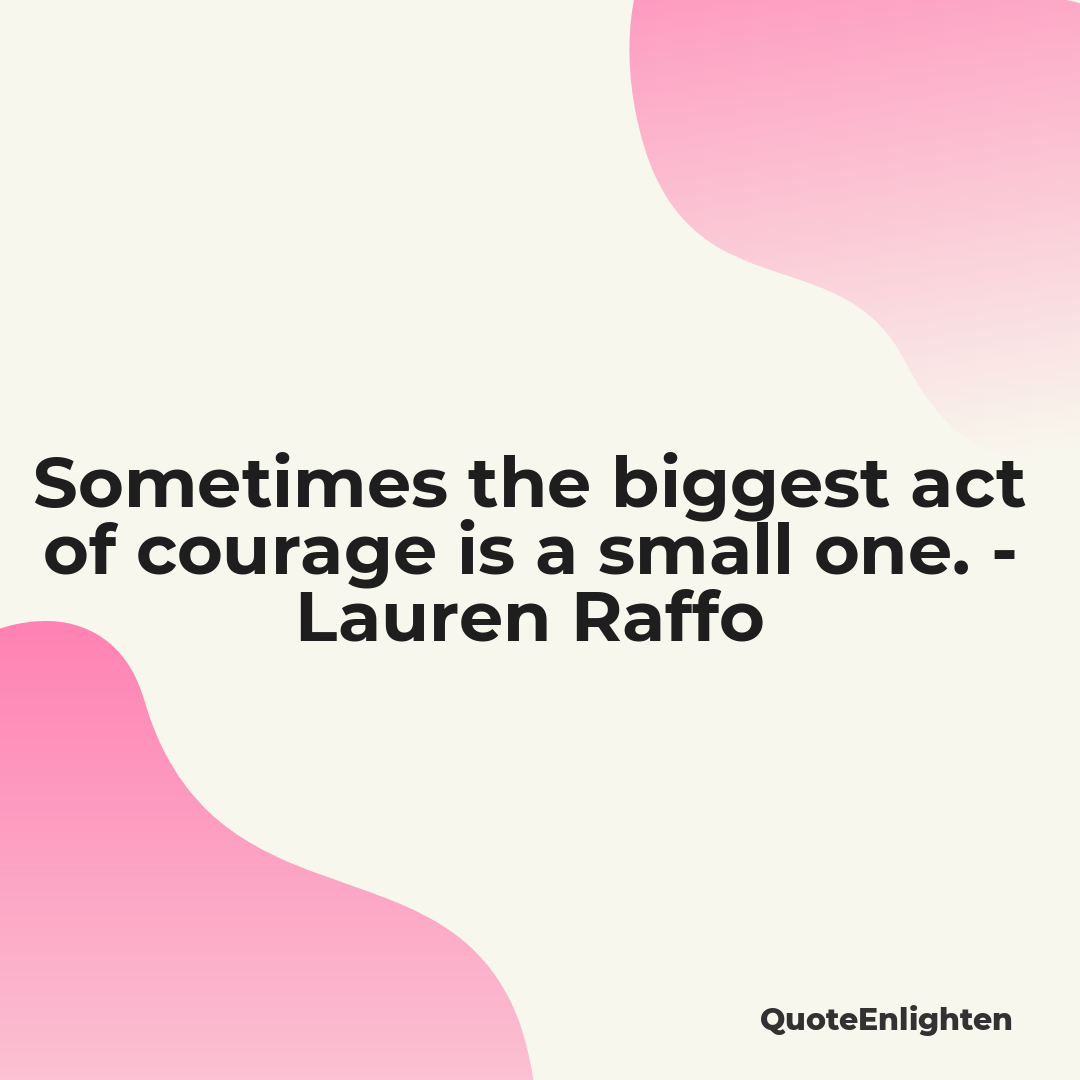 Sometimes the biggest act
of courage is a small one. -
Lauren Raffo
QuoteEnlighten